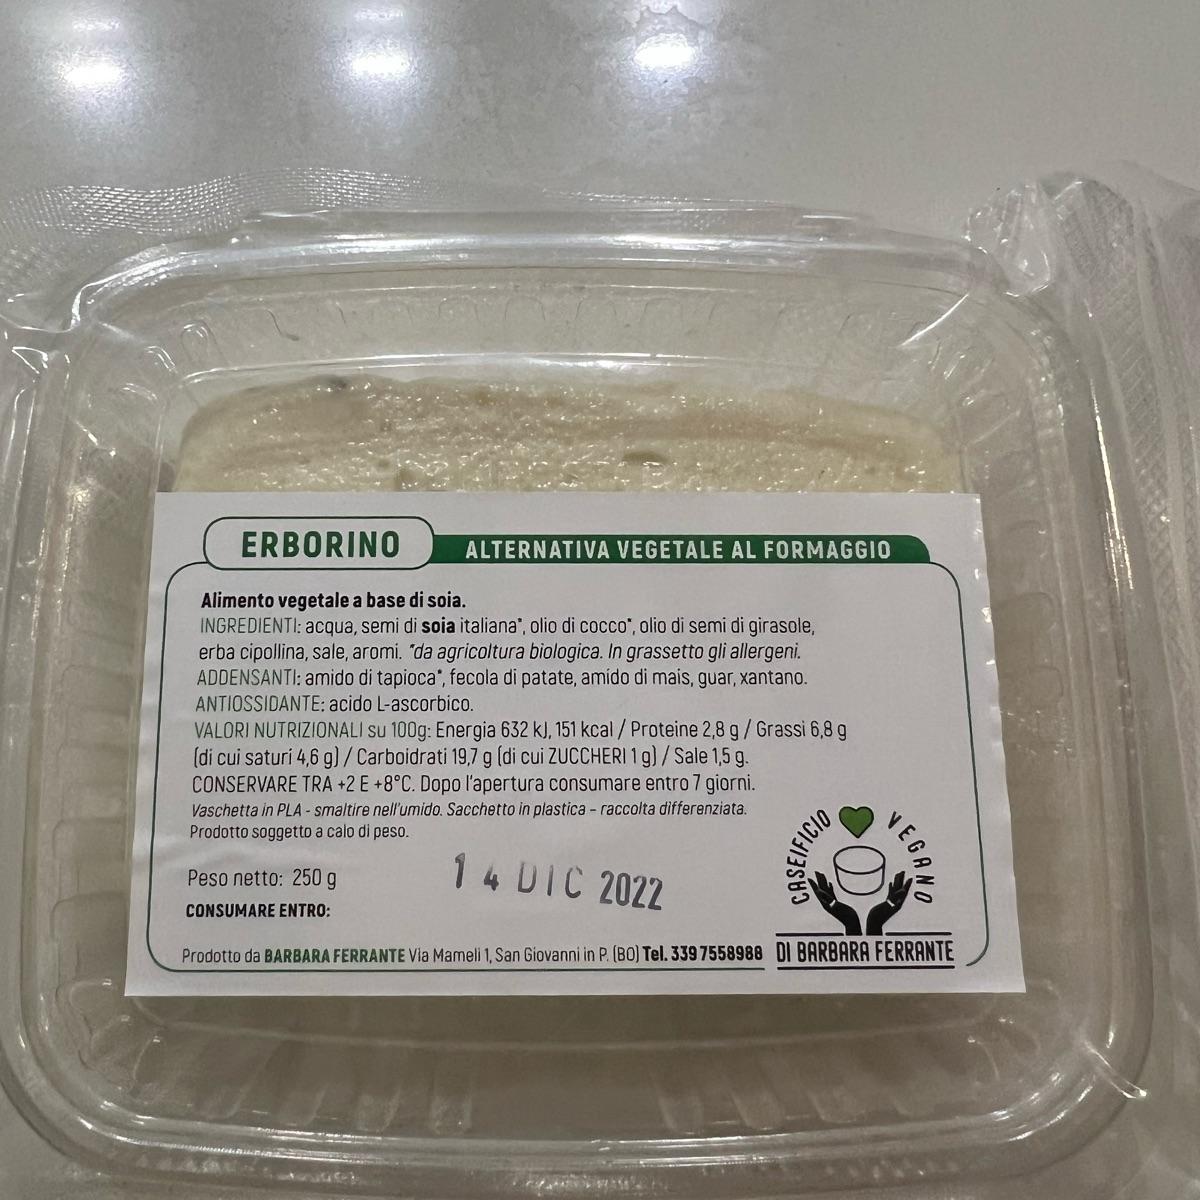 ERBORINO
ALTERNATIVA VEGETALE AL FORMAGGIO
Alimento vegetale a base di soia.
INGREDIENTI: acqua, semi di soia italiana*, olio di cocco*, olio di semi di girasole,
erba cipollina, sale, aromi. *da agricoltura biologica. In grassetto gli allergeni.
ADDENSANTI: amido di tapioca*, fecola di patate, amido di mais, guar, xantano.
ANTIOSSIDANTE: acido L-ascorbico.
VALORI NUTRIZIONALI su 100g: Energia 632 kJ, 151 kcal / Proteine 2,8 g / Grassi 6,8 g
(di cui saturi 4,6 g) / Carboidrati 19,7 g (di cui ZUCCHERI 1 g) / Sale 1,5 g.
CONSERVARE TRA +2 E +8°C. Dopo l'apertura consumare entro 7 giorni.
Vaschetta in PLA - smaltire nell'umido. Sacchetto in plastica – raccolta differenziata.
Prodotto soggetto a calo di peso.
Peso netto: 250 g
14 DIC 2022
CONSUMARE ENTRO:
Prodotto da BARBARA FERRANTE Via Mameli 1, San Giovanni in P. (BO) Tel. 339 7558988
CASEIFICIO VEGANO
DI BARBARA FERRANTE